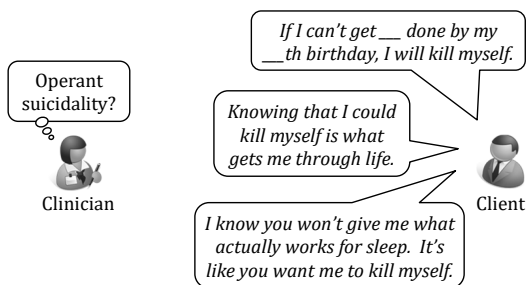 If I can’t get ___ done by my
___th birthday, I will kill myself.
Operant
suicidality?
Knowing that I could
kill myself is what
gets me through life.
Clinician
Client
I know you won’t give me what
actually works for sleep.  It’s
like you want me to kill myself.